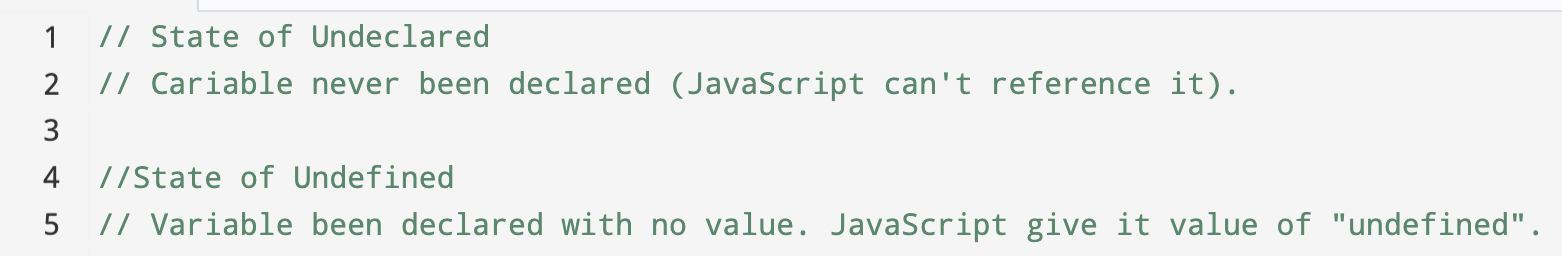 1 // State of Undeclared
2 // Cariable never been declared (JavaScript can't reference it).
3
4 //State of Undefined
5 // Variable been declared with no value. JavaScript give it value of "undefined".